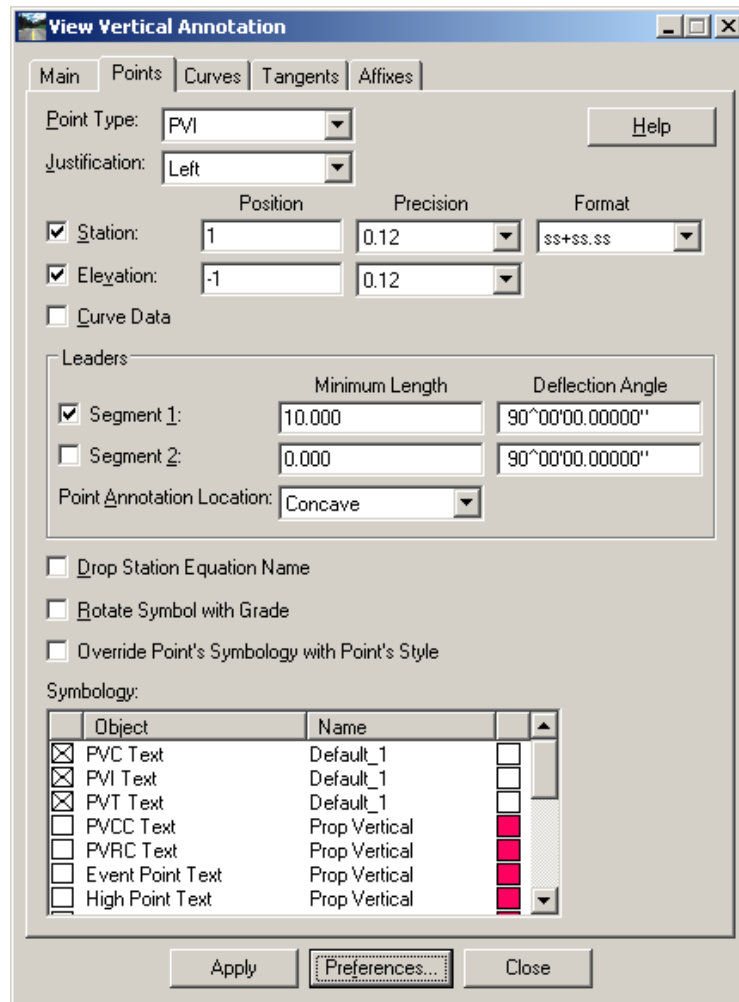 View Vertical Annotation
Main Points Curves Tangents Affixes
Point Type: PVI Help
Justification: Left
Position Precision Format
Station: 1 0.12 ss+ss.ss
Elevation: -1 0.12
Curve Data
Leaders
Minimum Length Deflection Angle
Segment 1: 10.000 90^00'00.00000"
Segment 2: 0.000 90^00'00.00000"
Point Annotation Location: Concave
Drop Station Equation Name
Rotate Symbol with Grade
Override Point's Symbology with Point's Style
Symbology:
Object Name
PVC Text Default_1
PVI Text Default_1
PVT Text Default_1
PVCC Text Prop Vertical
PVRC Text Prop Vertical
Event Point Text Prop Vertical
High Point Text Prop Vertical
Apply Preferences... Close